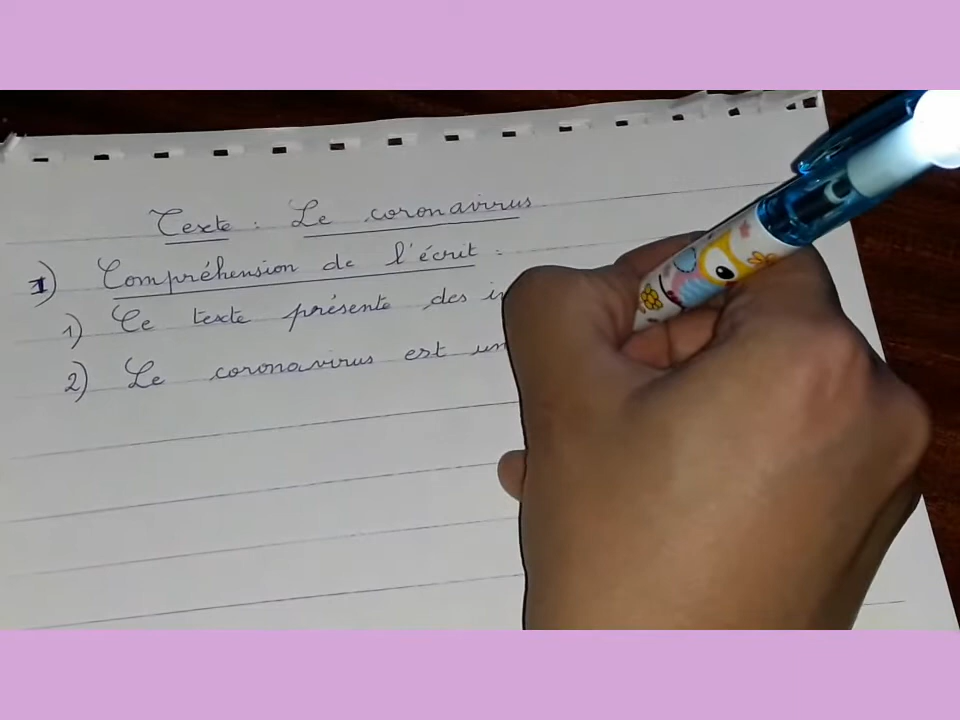 Texte : Le coronavirus
I) Compréhension de l'écrit :
1) Ce texte présente des
2) Le coronavirus est un